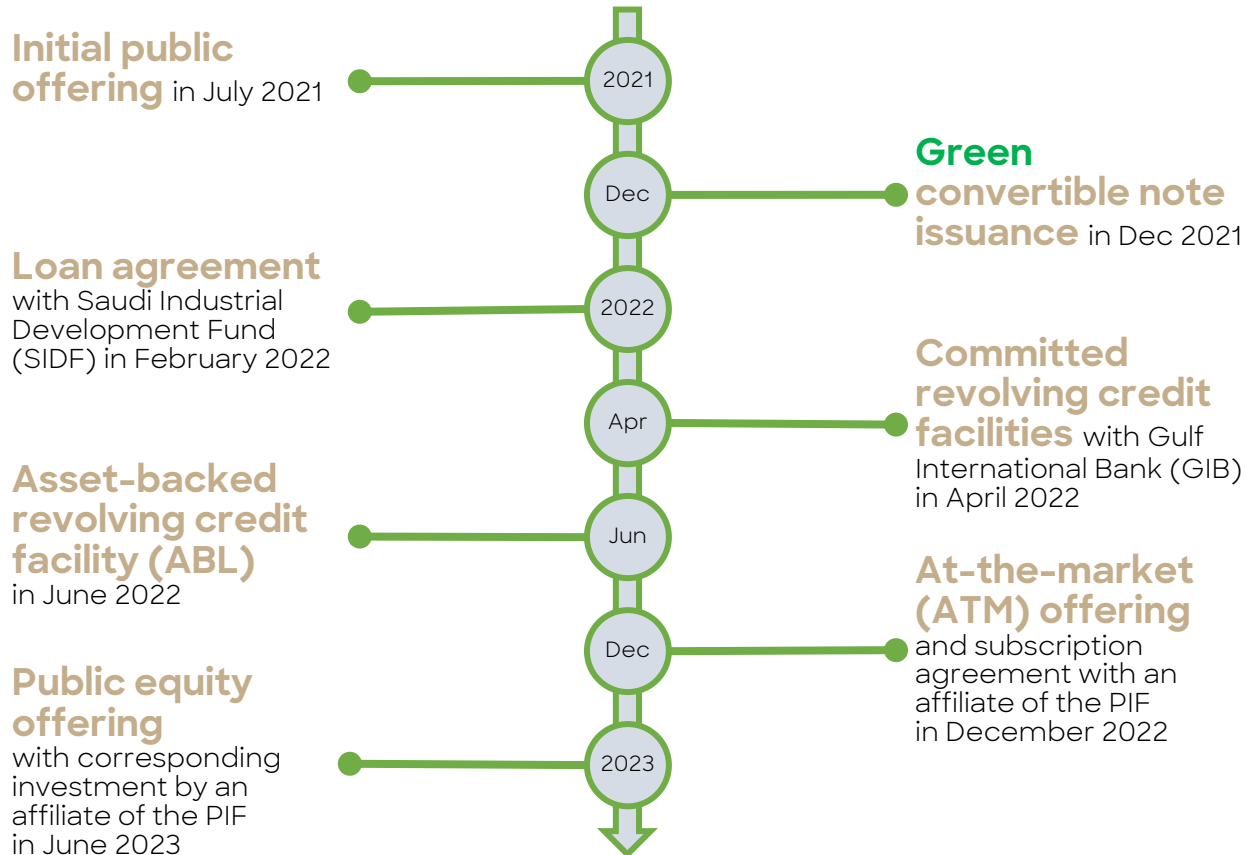 Initial public
offering in July 2021
2021
Dec
Green
convertible note
issuance in Dec 2021
Loan agreement
with Saudi Industrial
Development Fund
(SIDF) in February 2022
2022
Apr
Committed
revolving credit
facilities with Gulf
International Bank (GIB)
in April 2022
Asset-backed
revolving credit
facility (ABL)
in June 2022
Jun
Dec
At-the-market
(ATM) offering
and subscription
agreement with an
affiliate of the PIF
in December 2022
Public equity
offering
with corresponding
investment by an
affiliate of the PIF
in June 2023
2023